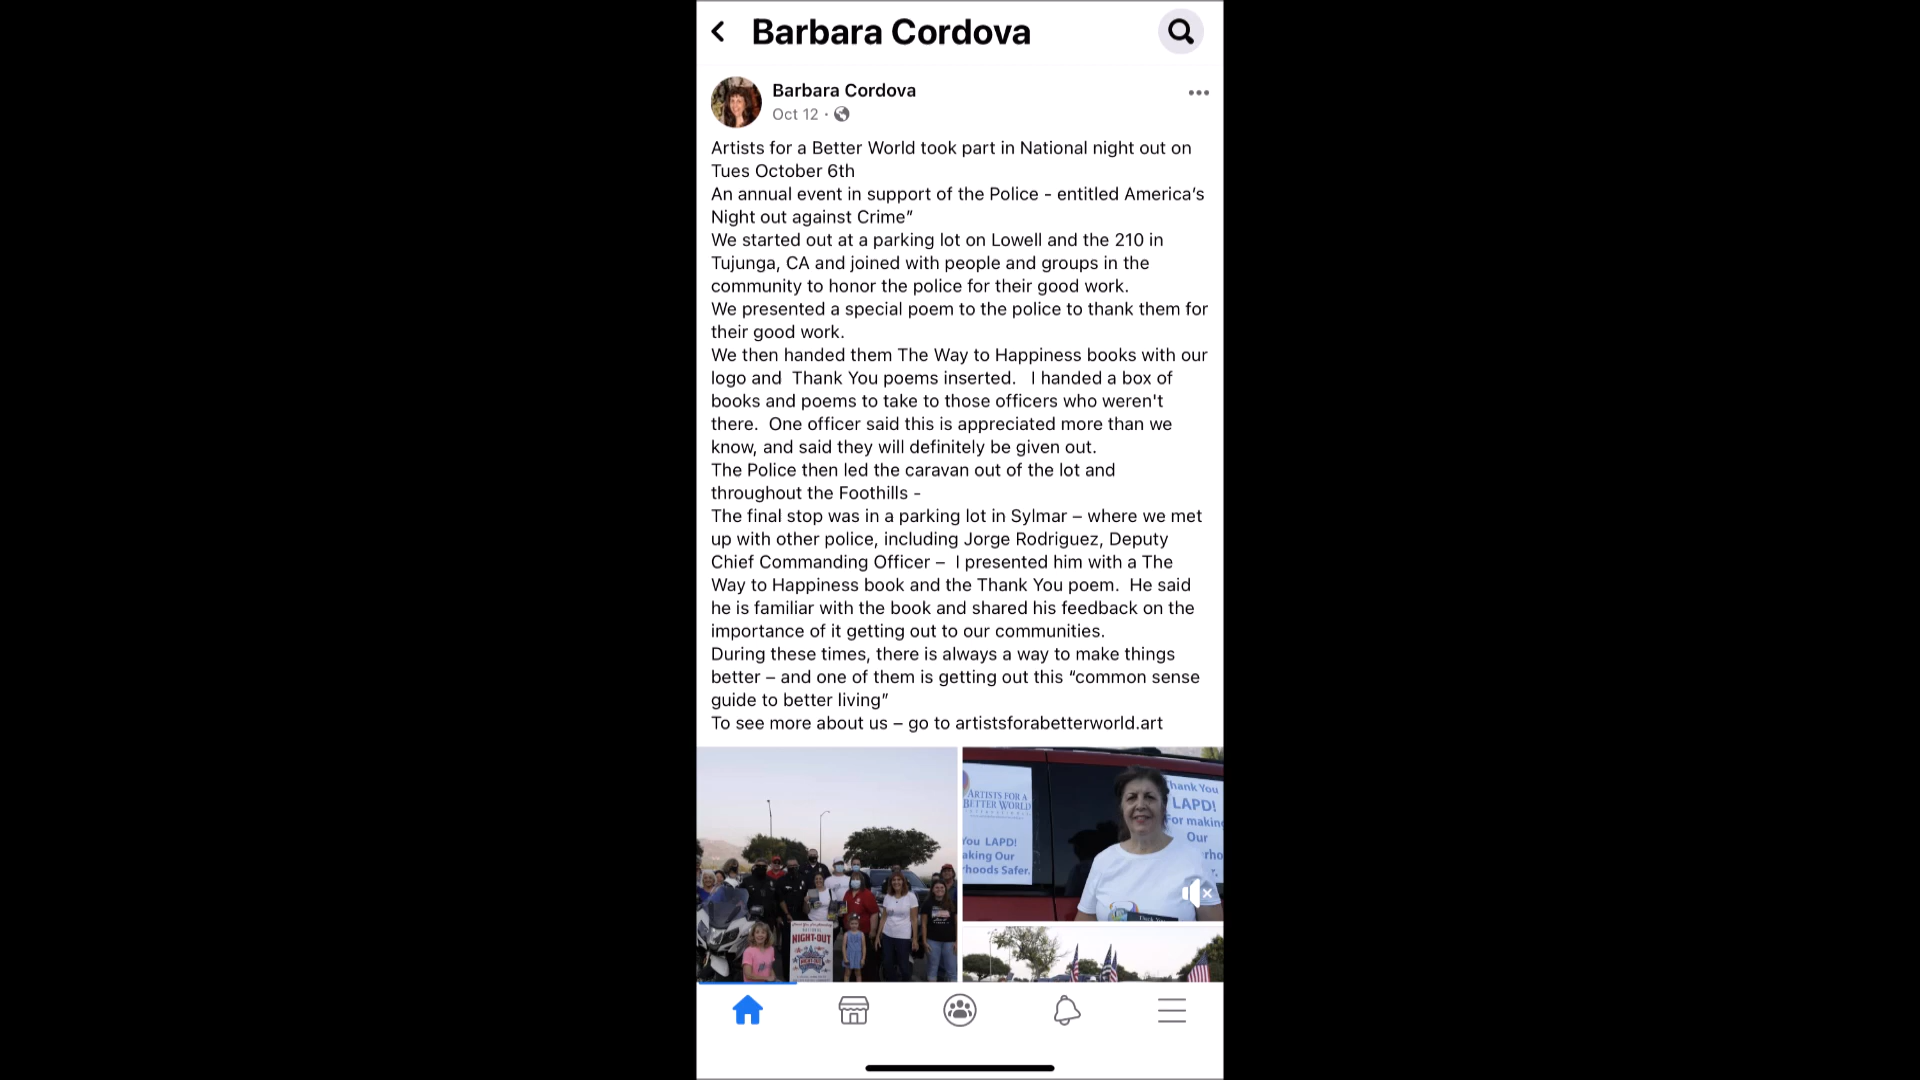 Barbara Cordova
Barbara Cordova
Oct 12 ·
Artists for a Better World took part in National night out on
Tues October 6th
An annual event in support of the Police - entitled America’s
Night out against Crime”
We started out at a parking lot on Lowell and the 210 in
Tujunga, CA and joined with people and groups in the
community to honor the police for their good work.
We presented a special poem to the police to thank them for
their good work.
We then handed them The Way to Happiness books with our
logo and  Thank You poems inserted.   I handed a box of
books and poems to take to those officers who weren't
there.  One officer said this is appreciated more than we
know, and said they will definitely be given out.
The Police then led the caravan out of the lot and
throughout the Foothills -
The final stop was in a parking lot in Sylmar – where we met
up with other police, including Jorge Rodriguez, Deputy
Chief Commanding Officer –  I presented him with a The
Way to Happiness book and the Thank You poem.  He said
he is familiar with the book and shared his feedback on the
importance of it getting out to our communities.
During these times, there is always a way to make things
better – and one of them is getting out this “common sense
guide to better living”
To see more about us – go to artistsforabetterworld.art
NIGHT-OUT
ARTISTS FOR A
BETTER WORLD
You LAPD!
aking Our
rhoods Safer.
Thank You
LAPD!
For making
Our
rho